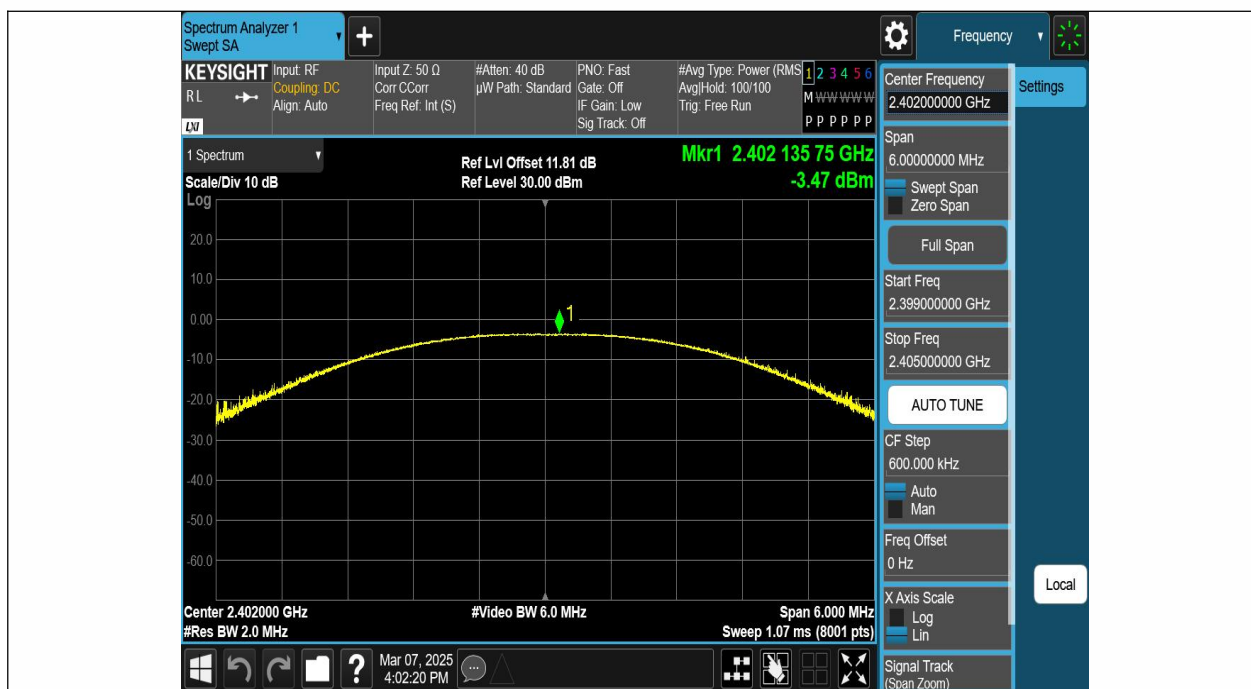 Spectrum Analyzer 1
Swept SA
+
Frequency
KEYSIGHT
RL
LXI
Input: RF
Coupling: DC
Align: Auto
Input Z: 50 Ω
Corr CCorr
Freq Ref: Int (S)
#Atten: 40 dB
µW Path: Standard
PNO: Fast
Gate: Off
IF Gain: Low
Sig Track: Off
#Avg Type: Power (RMS
Avg|Hold: 100/100
Trig: Free Run
1 2 3 4 5 6
M W W W W W
P P P P P P
1 Spectrum
Scale/Div 10 dB
Log
Ref Lvl Offset 11.81 dB
Ref Level 30.00 dBm
Mkr1 2.402 135 75 GHz
-3.47 dBm
20.0
10.0
0.00
-10.0
-20.0
-30.0
-40.0
-50.0
-60.0
1
Center 2.402000 GHz
#Res BW 2.0 MHz
#Video BW 6.0 MHz
Span 6.000 MHz
Sweep 1.07 ms (8001 pts)
?
Mar 07, 2025
4:02:20 PM
Center Frequency
2.402000000 GHz
Settings
Span
6.00000000 MHz
Swept Span
Zero Span
Full Span
Start Freq
2.399000000 GHz
Stop Freq
2.405000000 GHz
AUTO TUNE
CF Step
600.000 kHz
Auto
Man
Freq Offset
0 Hz
X Axis Scale
Log
Lin
Local
Signal Track
(Span Zoom)